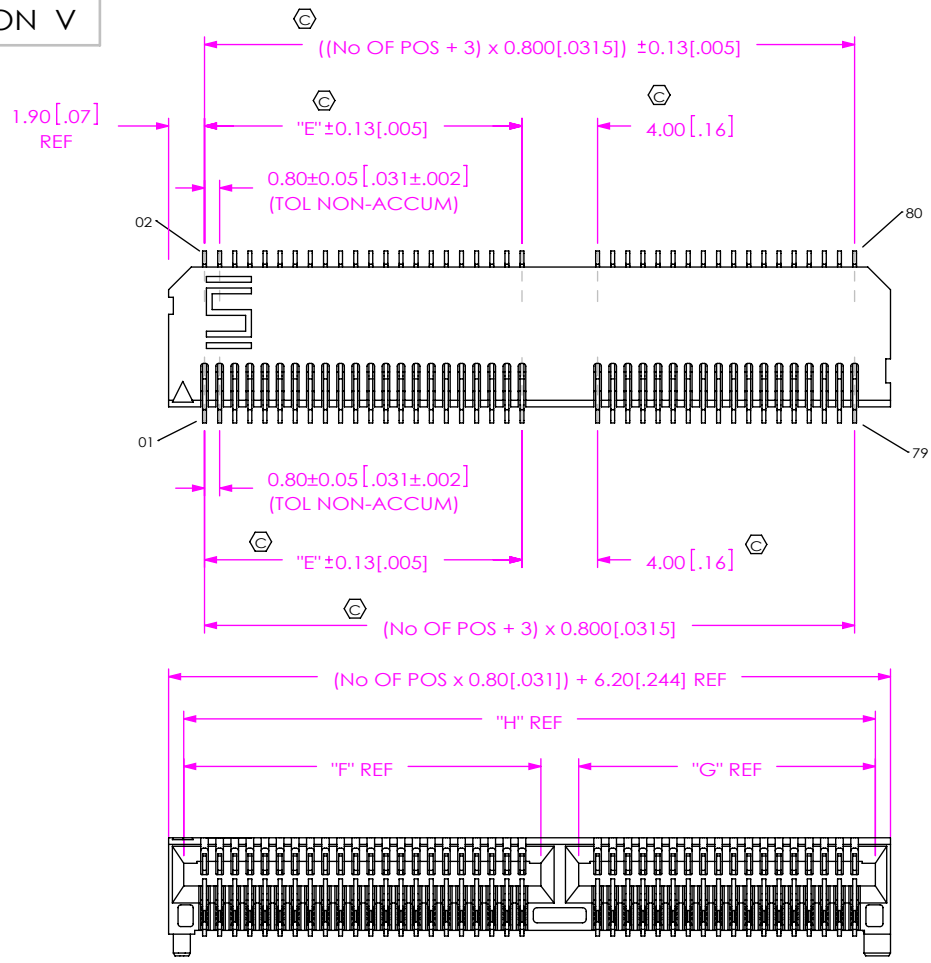 ON V
C
((No OF POS + 3) x 0.800[.0315]) ±0.13[.005]
1.90[.07]
REF
C
"E"±0.13[.005]
C
4.00[.16]
0.80±0.05[.031±.002]
(TOL NON-ACCUM)
02
80
01
79
0.80±0.05[.031±.002]
(TOL NON-ACCUM)
C
"E"±0.13[.005]
4.00[.16]
C
C
(No OF POS + 3) x 0.800[.0315]
(No OF POS x 0.80[.031]) + 6.20[.244] REF
"H" REF
"F" REF
"G" REF